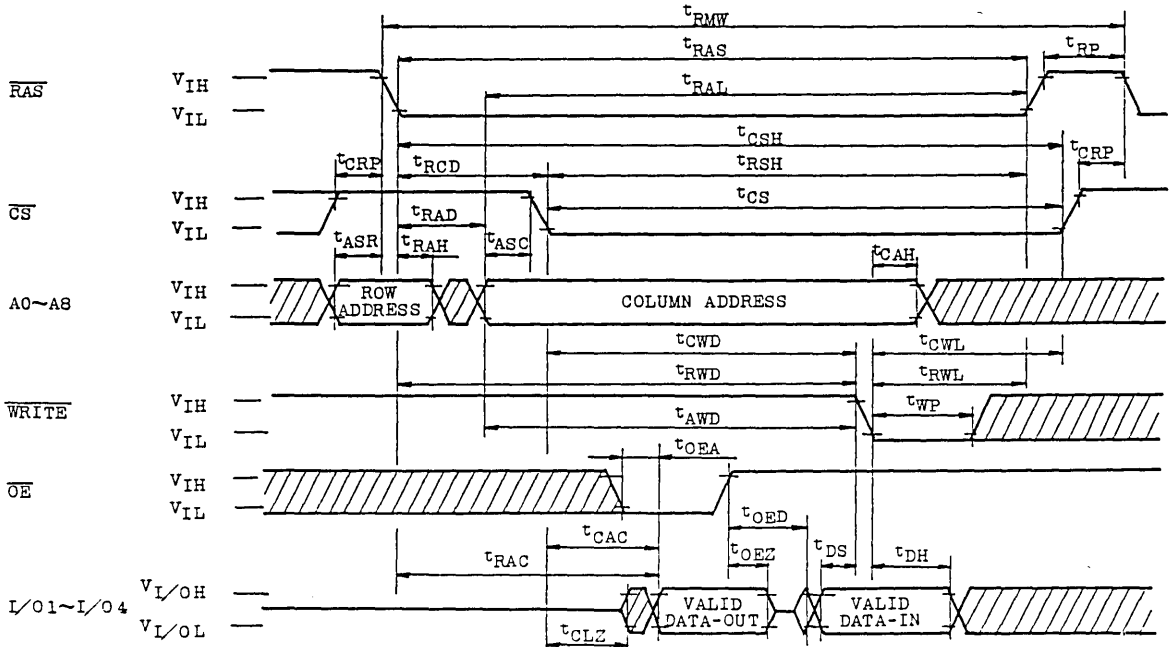 tRMW
tRAS
tRP
RAS
VIH
VIL
tRAL
tCSH
tCRP
tRCD
tRSH
tCRP
CS
VIH
VIL
tRAD
tCS
tASR
tRAH
tASC
tCAH
A0~A8
VIH
VIL
ROW
ADDRESS
COLUMN ADDRESS
tCWD
tCWL
tRWD
tRWL
WRITE
VIH
VIL
tAWD
tWP
tOEA
OE
VIH
VIL
tCAC
tOED
tRAC
tOEZ
tDS
tDH
I/O1~I/O4
VI/OH
VI/OL
VALID
DATA-OUT
VALID
DATA-IN
tCLZ